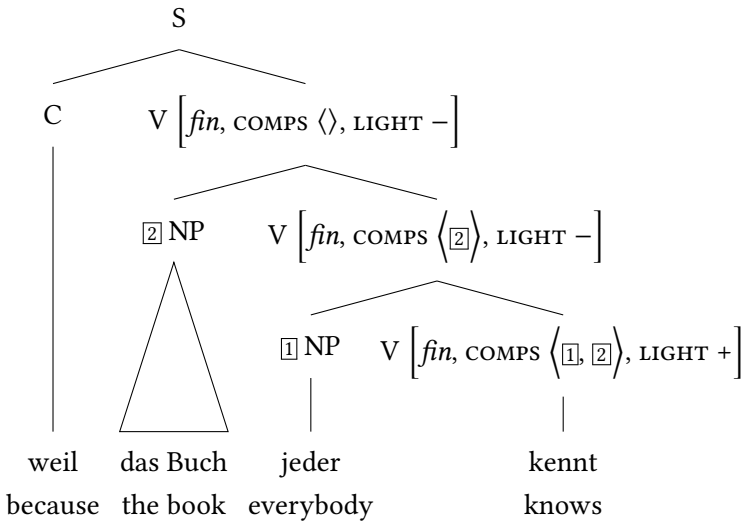 S
C V [fin, COMPS ⟨⟩, LIGHT −]
2 NP V [fin, COMPS ⟨2⟩, LIGHT −]
1 NP V [fin, COMPS ⟨1, 2⟩, LIGHT +]
weil das Buch jeder kennt
because the book everybody knows